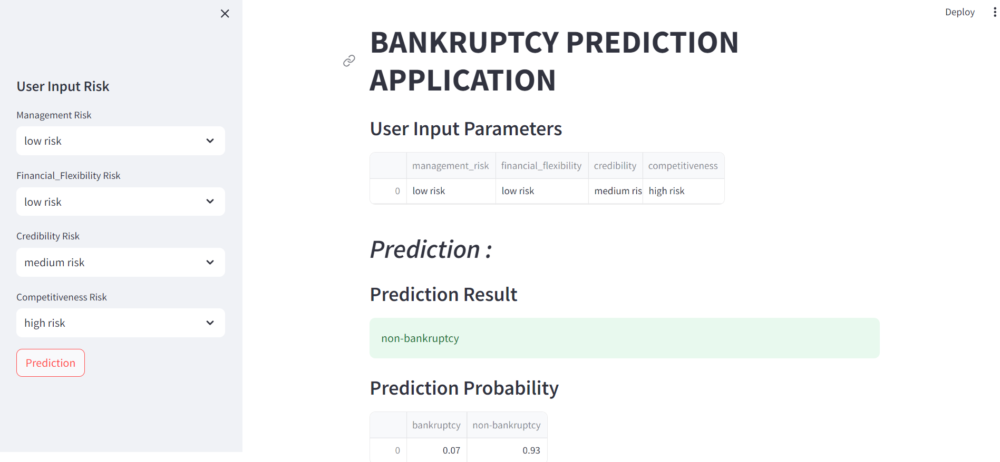 Deploy
User Input Risk
Management Risk
low risk
Financial_Flexibility Risk
low risk
Credibility Risk
medium risk
Competitiveness Risk
high risk
Prediction
BANKRUPTCY PREDICTION
APPLICATION
User Input Parameters
management_risk financial_flexibility credibility competitiveness
0 low risk low risk medium ris high risk
Prediction :
Prediction Result
non-bankruptcy
Prediction Probability
bankruptcy non-bankruptcy
0 0.07 0.93